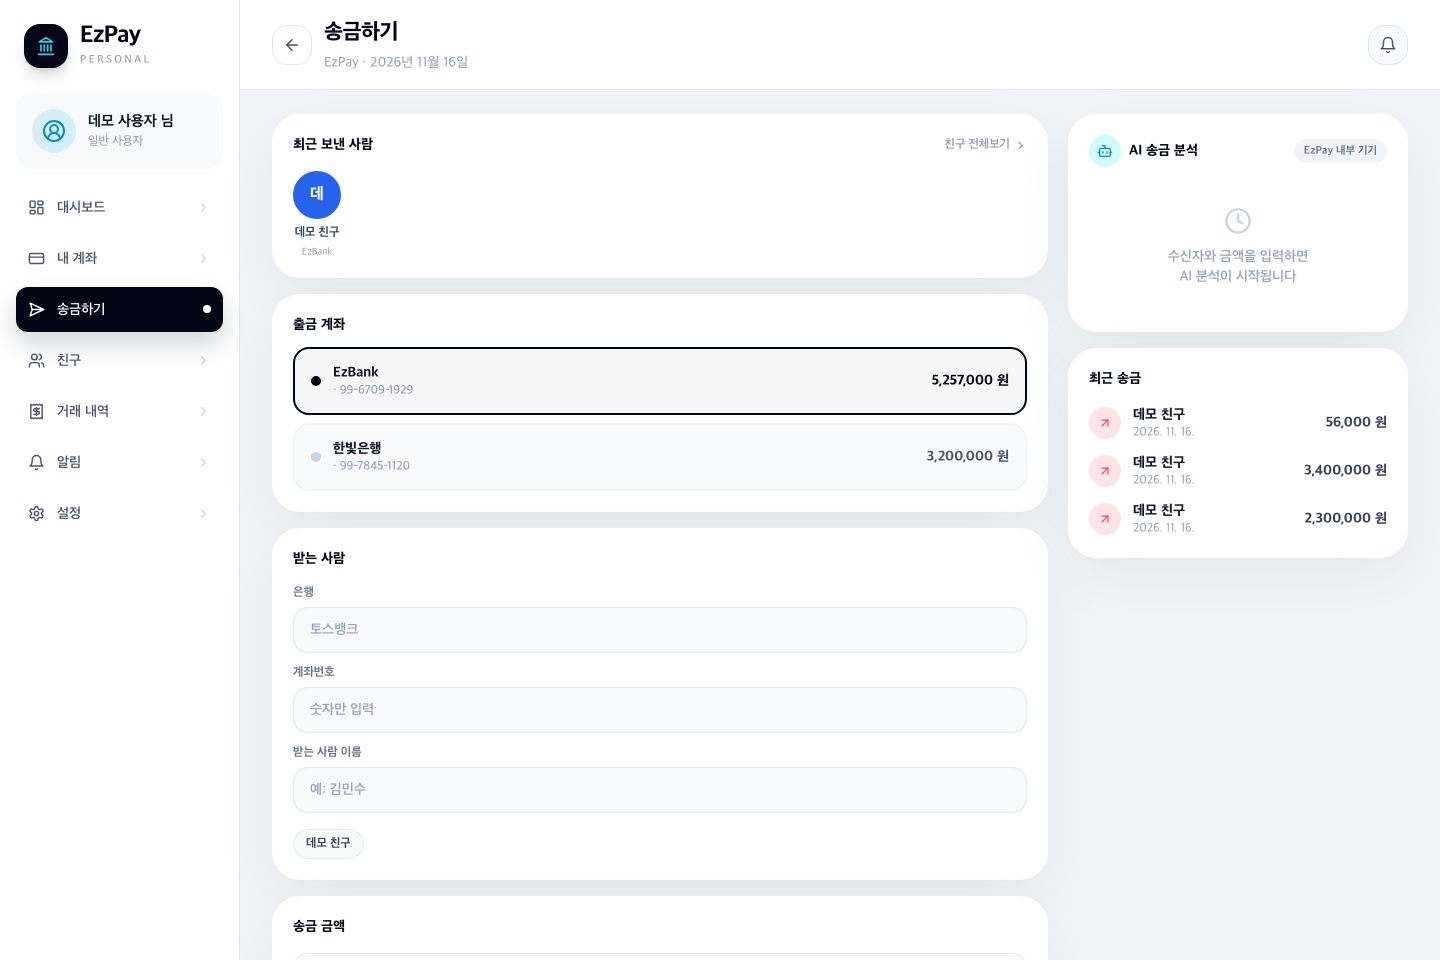 EzPay
PERSONAL
데모 사용자 님
일반 사용자
대시보드
내 계좌
송금하기
친구
거래 내역
알림
설정
송금하기
EzPay · 2026년 11월 16일
최근 보낸 사람
친구 전체보기
데
데모 친구
EzBank
출금 계좌
EzBank
· 99-6709-1929
5,257,000 원
한빛은행
· 99-7845-1120
3,200,000 원
받는 사람
은행
토스뱅크
계좌번호
숫자만 입력
받는 사람 이름
예: 김민수
데모 친구
송금 금액
AI 송금 분석
EzPay 내부 기기
수신자와 금액을 입력하면
AI 분석이 시작됩니다
최근 송금
데모 친구
2026. 11. 16.
56,000 원
데모 친구
2026. 11. 16.
3,400,000 원
데모 친구
2026. 11. 16.
2,300,000 원